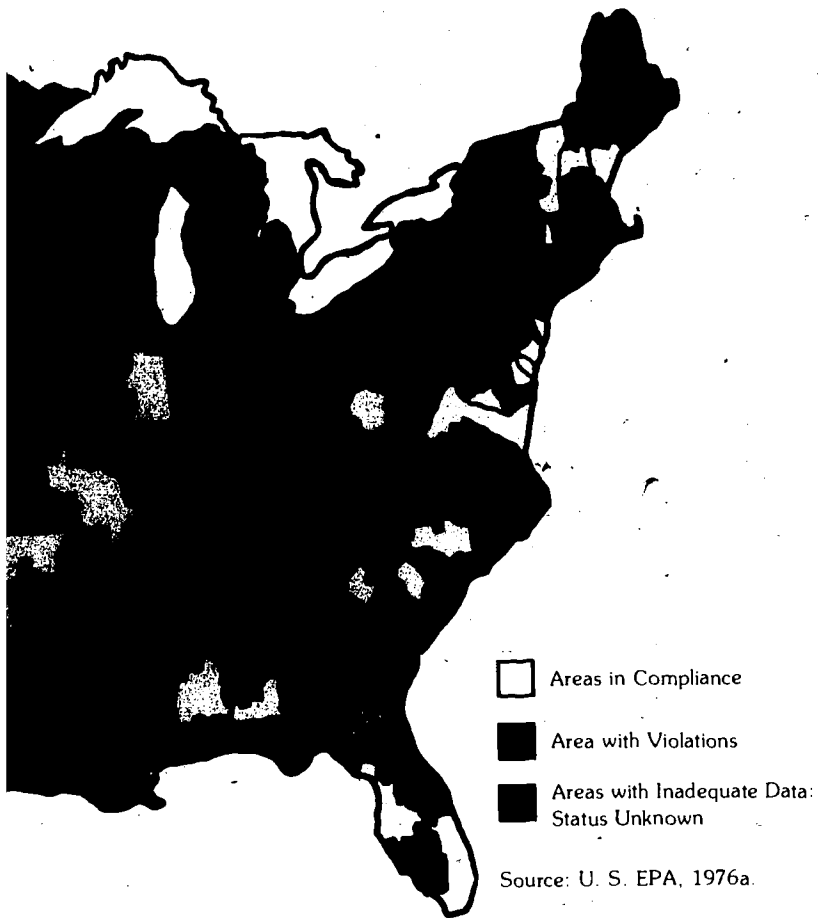 Areas in Compliance
Area with Violations
Areas with Inadequate Data:
Status Unknown
Source: U. S. EPA, 1976a.